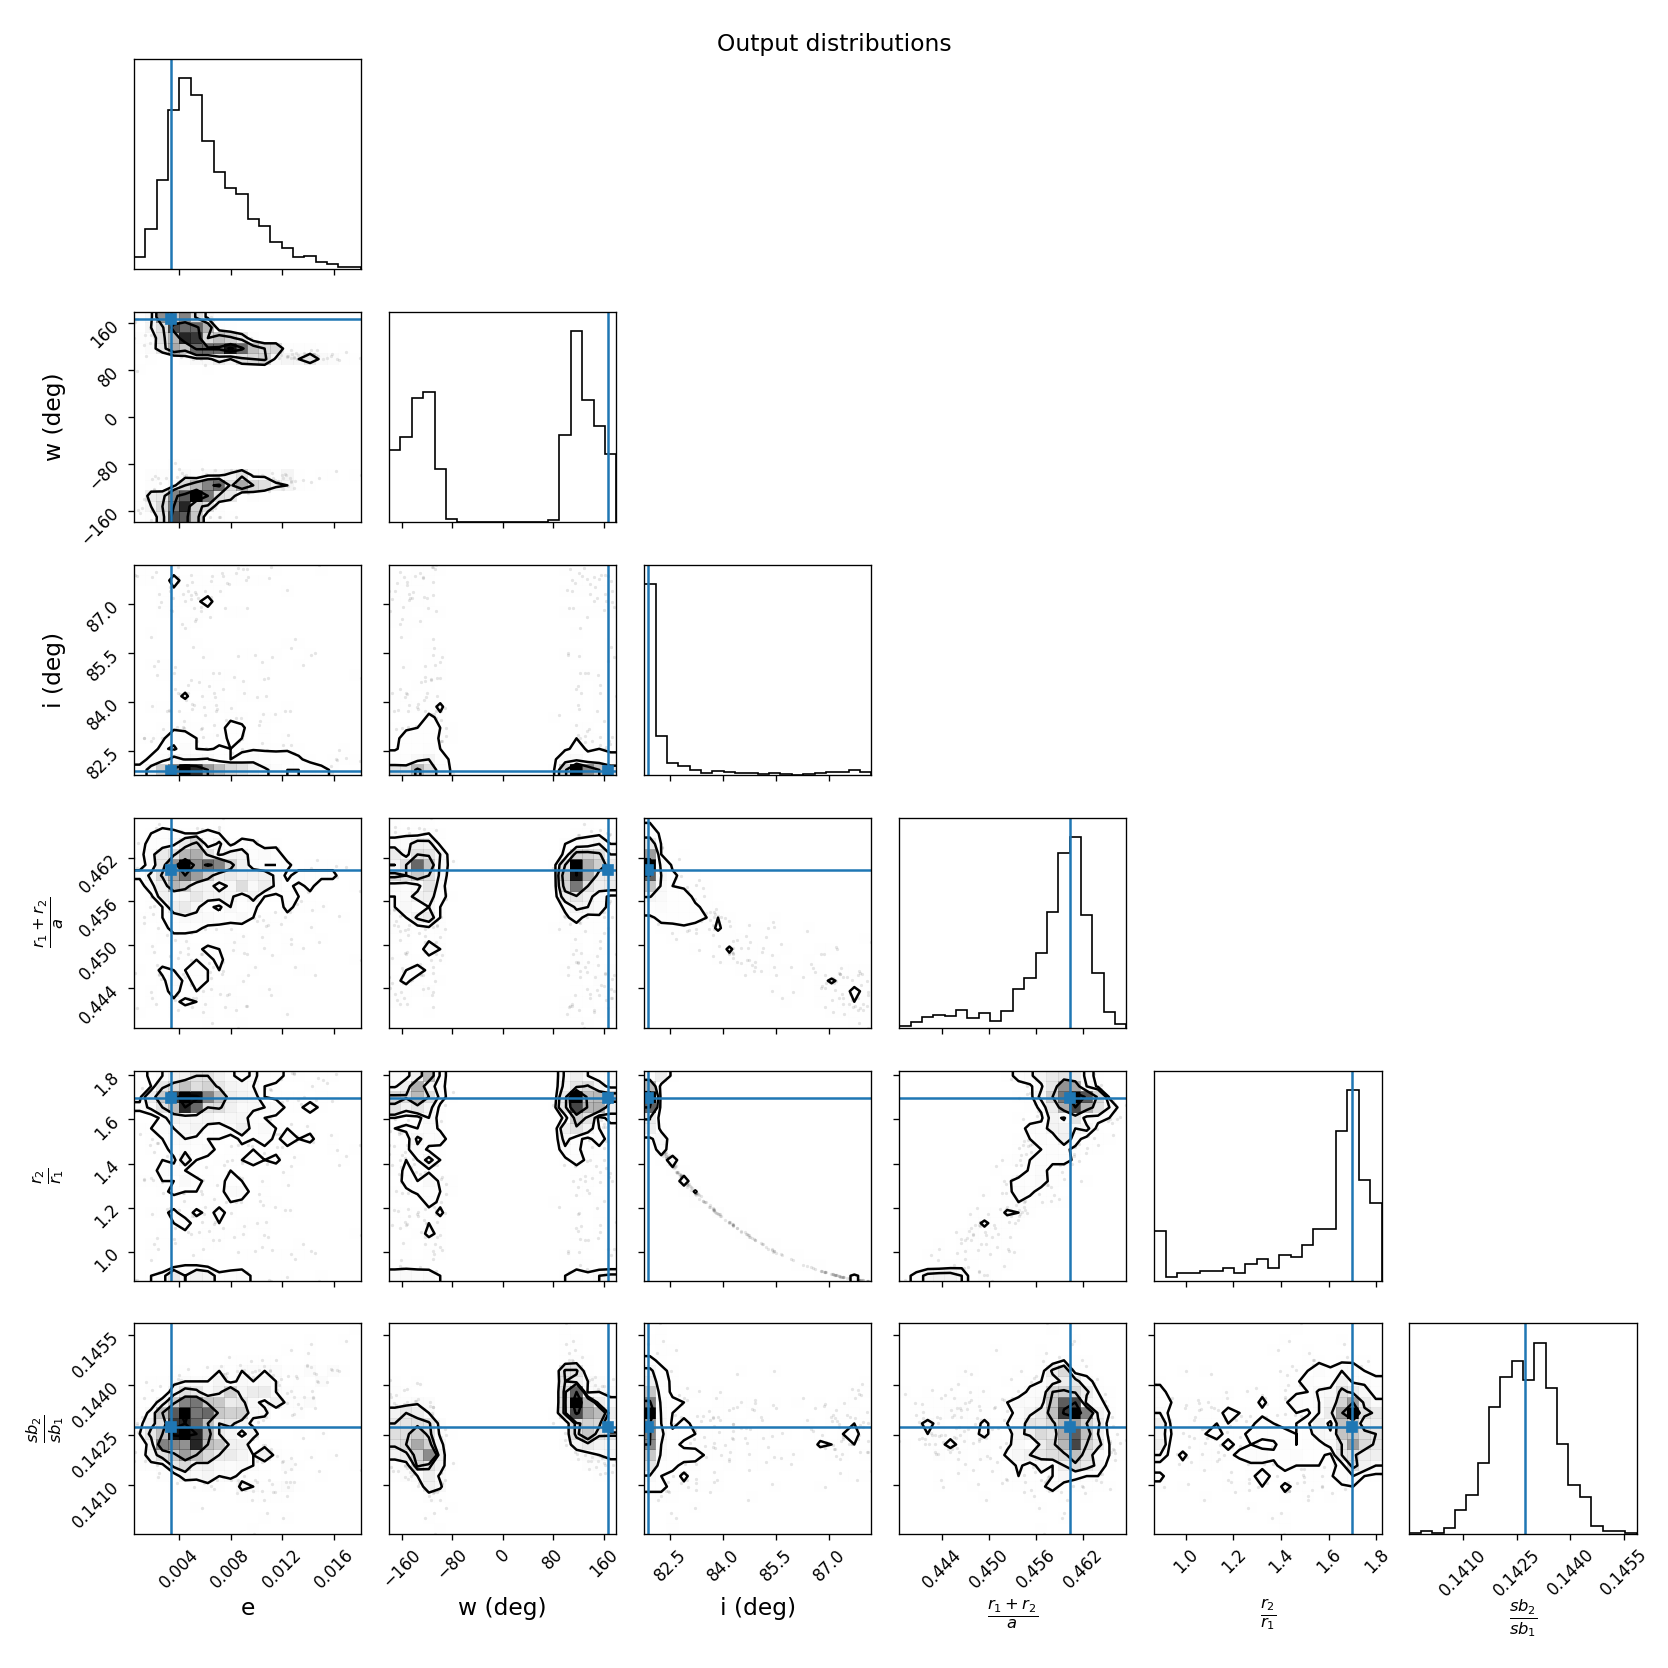 Output distributions
160
80
0
−80
−160
w (deg)
87.0
85.5
84.0
82.5
i (deg)
0.462
0.456
0.450
0.444
r₁ + r₂
a
1.8
1.6
1.4
1.2
1.0
r₂
r₁
0.1455
0.1440
0.1425
0.1410
sb₂
sb₁
0.004 0.008 0.012 0.016 −160 −80 0 80 160 82.5 84.0 85.5 87.0 0.444 0.450 0.456 0.462 1.0 1.2 1.4 1.6 1.8 0.1410 0.1425 0.1440 0.1455
e w (deg) i (deg)
r₁ + r₂ r₂ sb₂
a r₁ sb₁